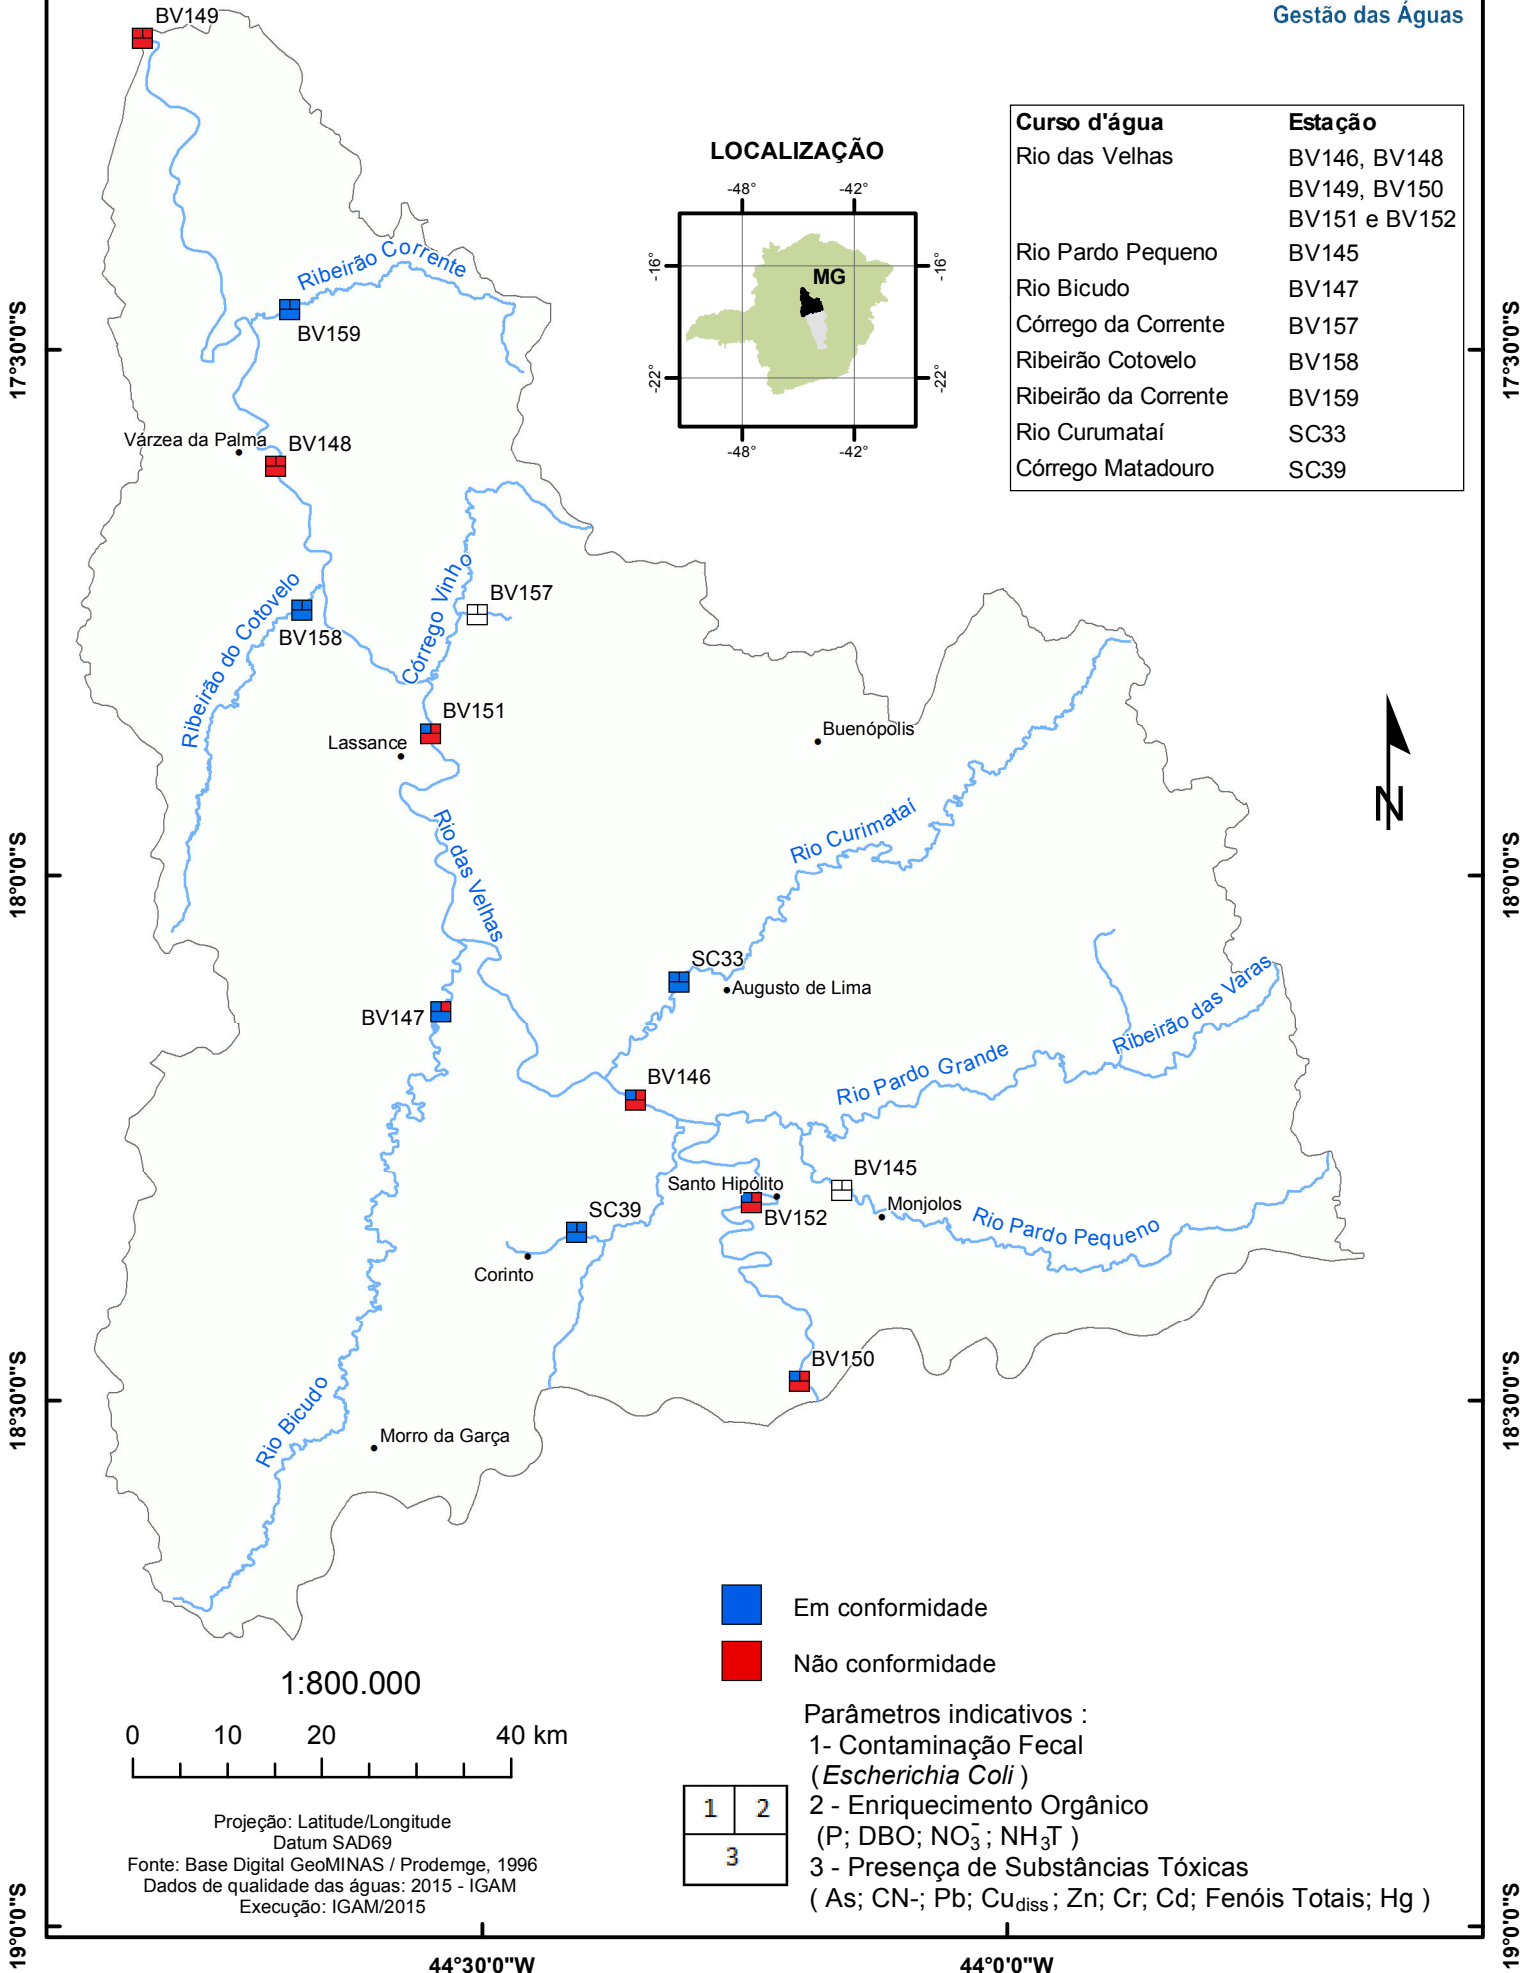 Gestão das Águas
BV149
Curso d'água Estação
Rio das Velhas BV146, BV148
BV149, BV150
BV151 e BV152
Rio Pardo Pequeno BV145
Rio Bicudo BV147
Córrego da Corrente BV157
Ribeirão Cotovelo BV158
Ribeirão da Corrente BV159
Rio Curumataí SC33
Córrego Matadouro SC39
LOCALIZAÇÃO
-48° -42°
-16° -16°
MG
-22° -22°
-48° -42°
Ribeirão Corrente
BV159
17°30'0"S 17°30'0"S
Várzea da Palma
BV148
Córrego Vinho
BV157
Ribeirão do Cotovelo
BV158
BV151
Lassance
Buenópolis
N
Rio Curimataí
Rio das Velhas
18°0'0"S 18°0'0"S
SC33
Augusto de Lima
Ribeirão das Varas
BV147
Rio Pardo Grande
BV146
BV145
Santo Hipólito
Monjolos
BV152
SC39
Rio Pardo Pequeno
Corinto
BV150
18°30'0"S 18°30'0"S
Rio Bicudo
Morro da Garça
Em conformidade
Não conformidade
1:800.000
0 10 20 40 km
Projeção: Latitude/Longitude
Datum SAD69
Fonte: Base Digital GeoMINAS / Prodemge, 1996
Dados de qualidade das águas: 2015 - IGAM
Execução: IGAM/2015
Parâmetros indicativos :
1- Contaminação Fecal
(Escherichia Coli )
2 - Enriquecimento Orgânico
(P; DBO; NO₃⁻; NH₃T )
3 - Presença de Substâncias Tóxicas
( As; CN-; Pb; Cu diss ; Zn; Cr; Cd; Fenóis Totais; Hg )
1 2
3
19°0'0"S 19°0'0"S
44°30'0"W 44°0'0"W